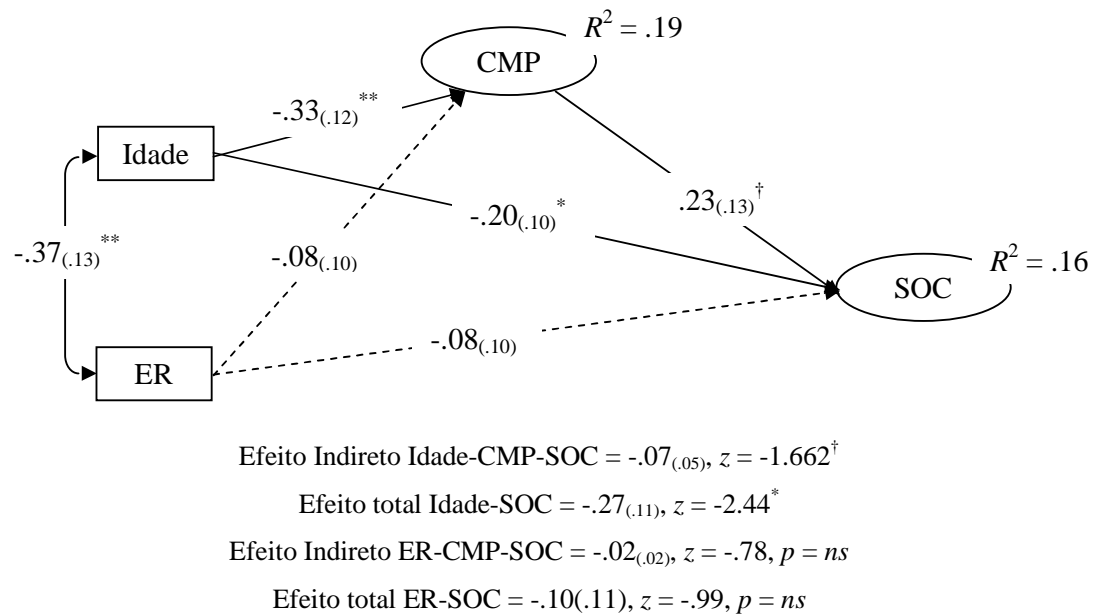 R² = .19
CMP
-.33(.12)**
Idade
.23(.13)†
-.20(.10)*
-.37(.13)**
-.08(.10)
R² = .16
SOC
-.08(.10)
ER
Efeito Indireto Idade-CMP-SOC = -.07(.05), z = -1.662†
Efeito total Idade-SOC = -.27(.11), z = -2.44*
Efeito Indireto ER-CMP-SOC = -.02(.02), z = -.78, p = ns
Efeito total ER-SOC = -.10(.11), z = -.99, p = ns